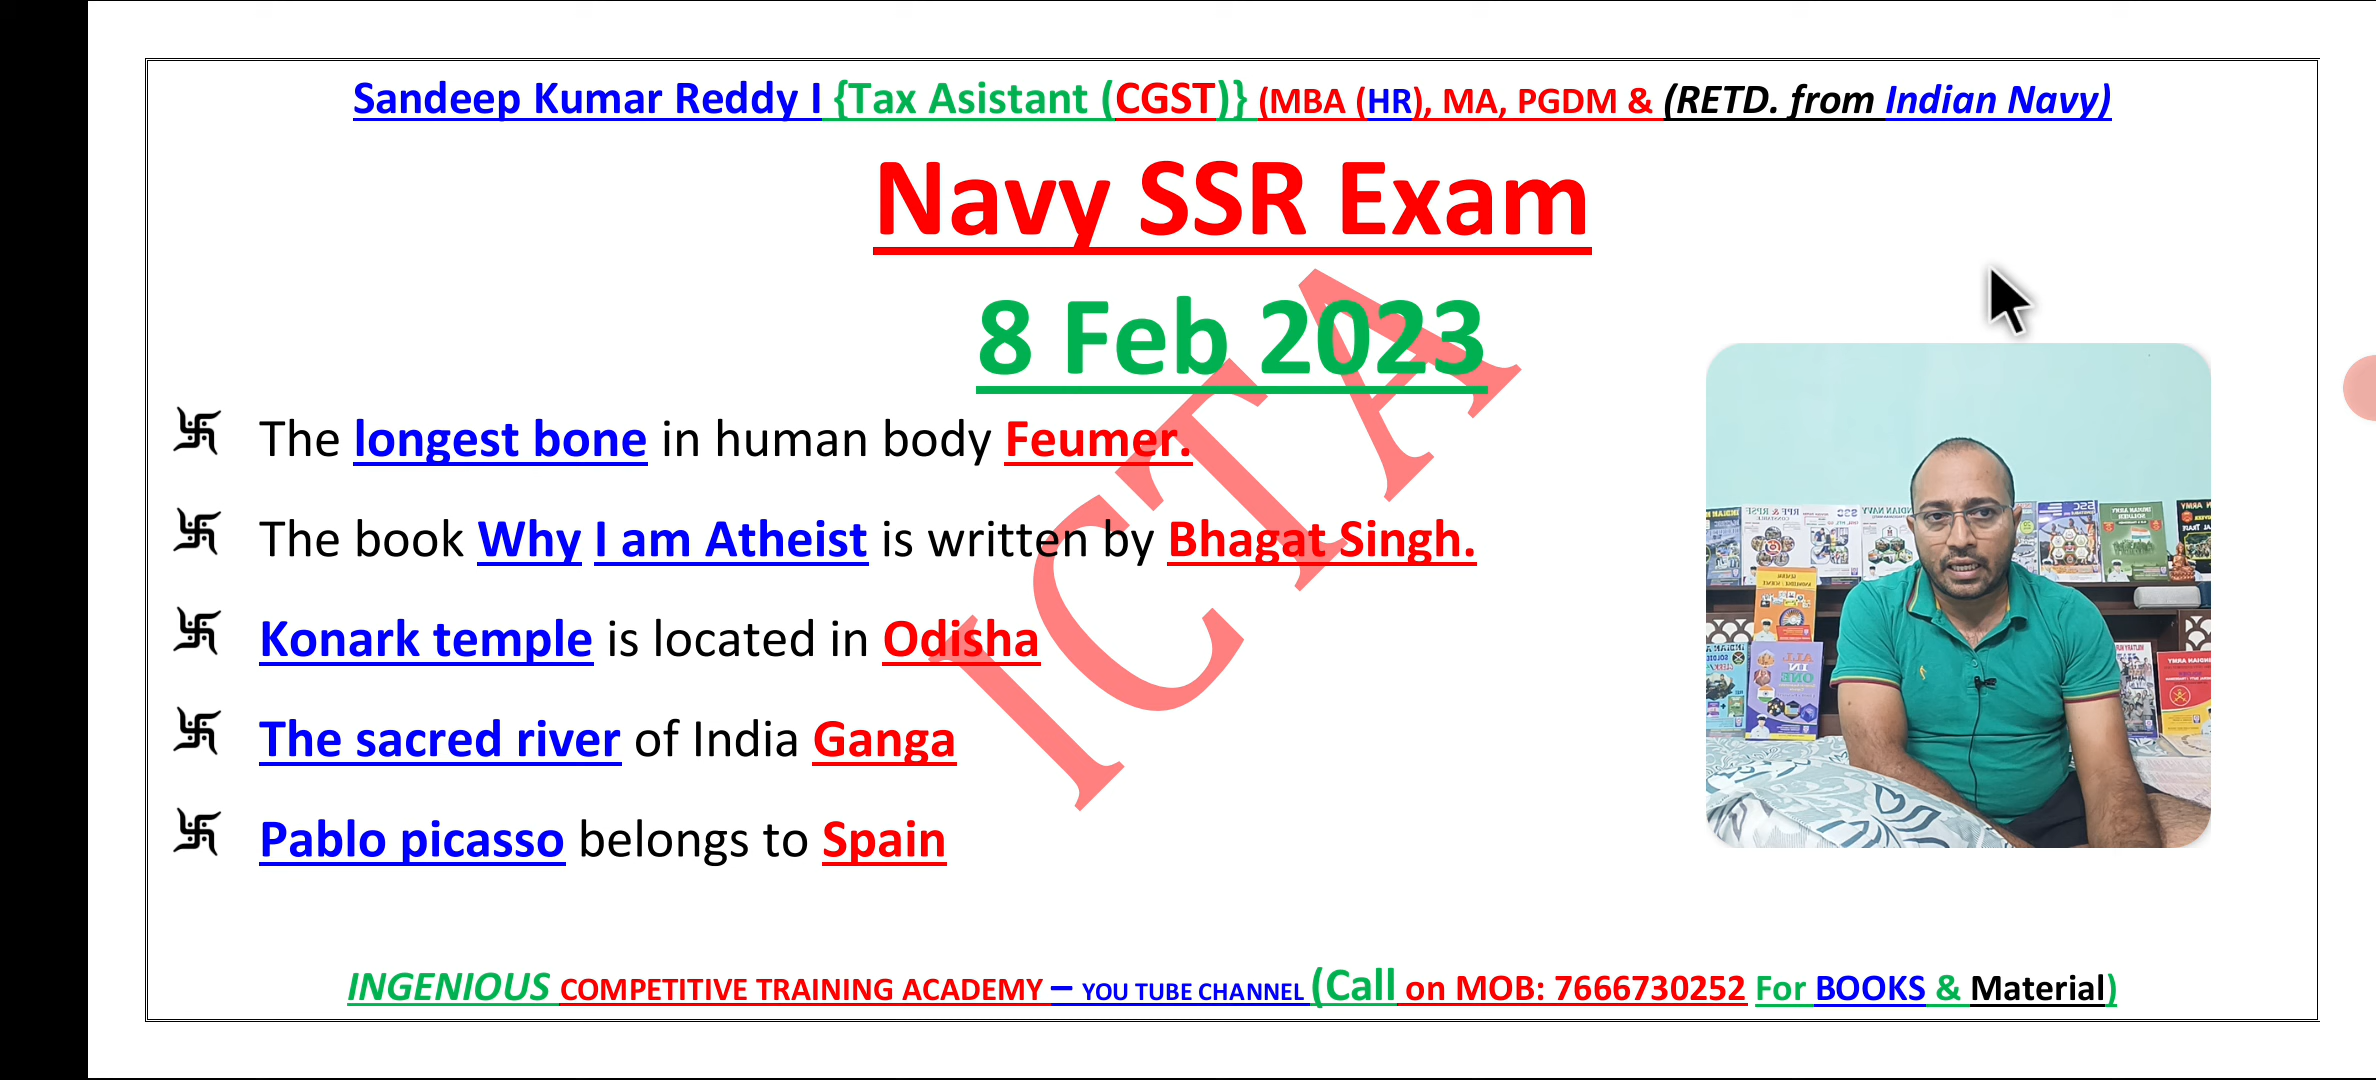 Sandeep Kumar Reddy I {Tax Asistant (CGST)} (MBA (HR), MA, PGDM & (RETD. from Indian Navy)
Navy SSR Exam
8 Feb 2023
The longest bone in human body Feumer.
The book Why I am Atheist is written by Bhagat Singh.
Konark temple is located in Odisha
The sacred river of India Ganga
Pablo picasso belongs to Spain
ICTA
INGENIOUS COMPETITIVE TRAINING ACADEMY – YOU TUBE CHANNEL (Call on MOB: 7666730252 For BOOKS & Material)